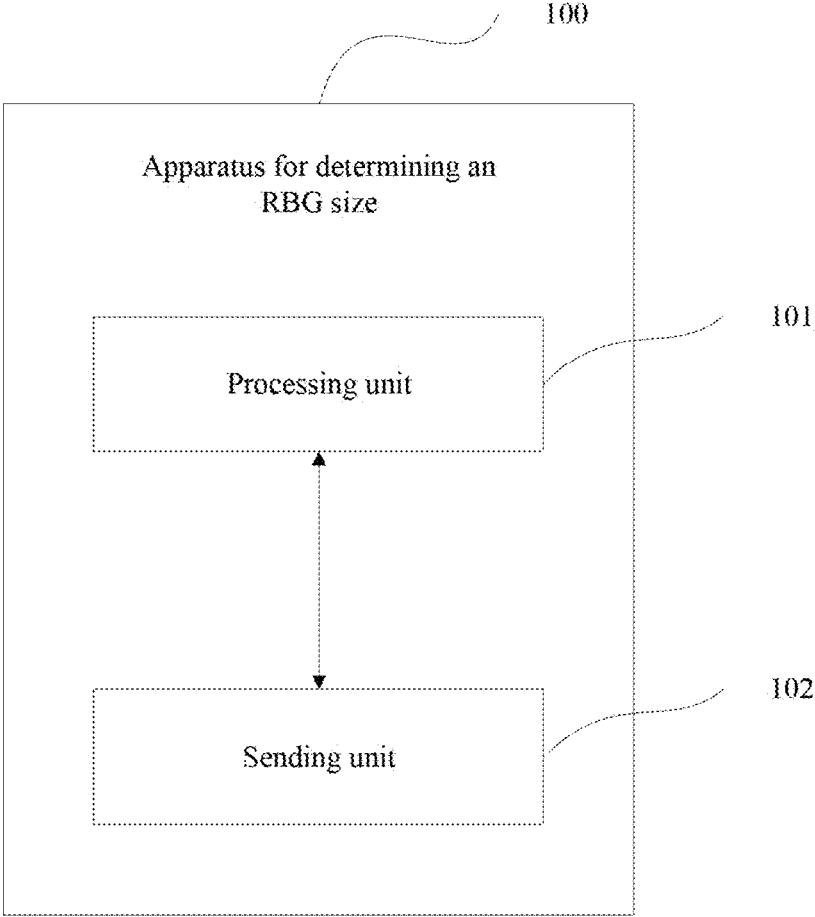 100
Apparatus for determining an
RBG size
101
Processing unit
102
Sending unit